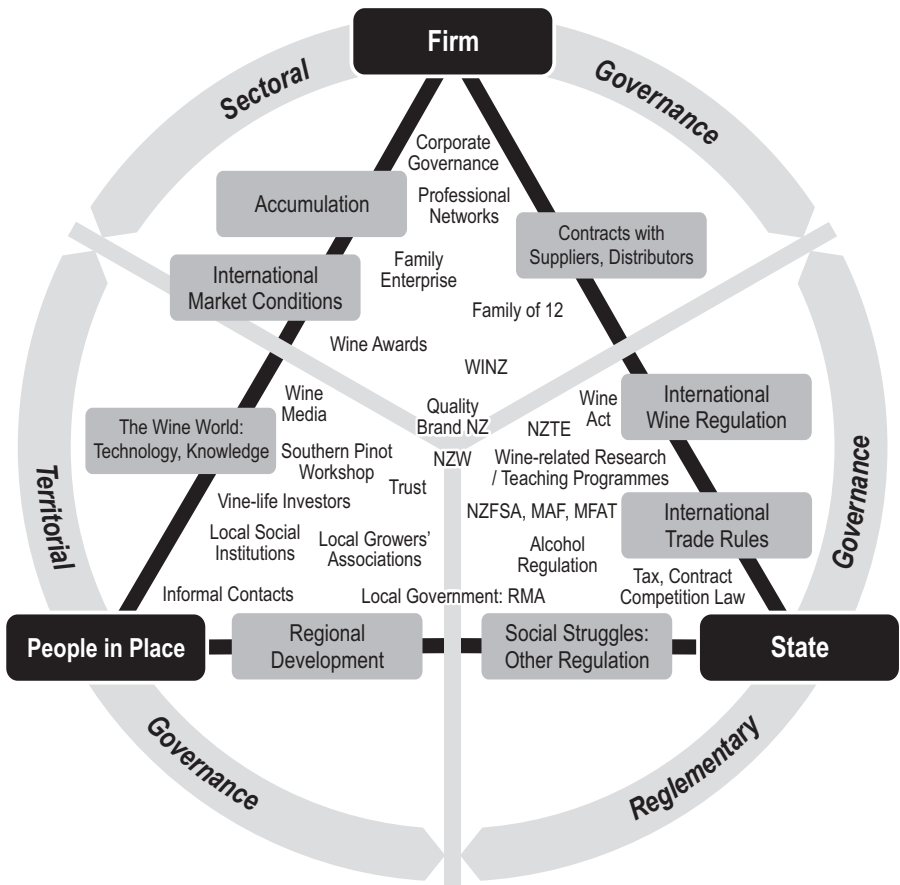 Firm
Sectoral
Governance
Corporate
Governance
Accumulation
Professional
Networks
Contracts with
Suppliers, Distributors
International
Market Conditions
Family
Enterprise
Family of 12
Wine Awards
WINZ
Wine
Media
Quality
Brand NZ
Wine
Act
NZTE
International
Wine Regulation
The Wine World:
Technology, Knowledge
Southern Pinot
Workshop
NZW
Wine-related Research
/ Teaching Programmes
Trust
Vine-life Investors
NZFSA, MAF, MFAT
International
Trade Rules
Local Social
Institutions
Local Growers'
Associations
Alcohol
Regulation
Territorial
Governance
Informal Contacts
Local Government: RMA
Tax, Contract
Competition Law
People in Place
Regional
Development
Social Struggles:
Other Regulation
State
Governance
Reglementary